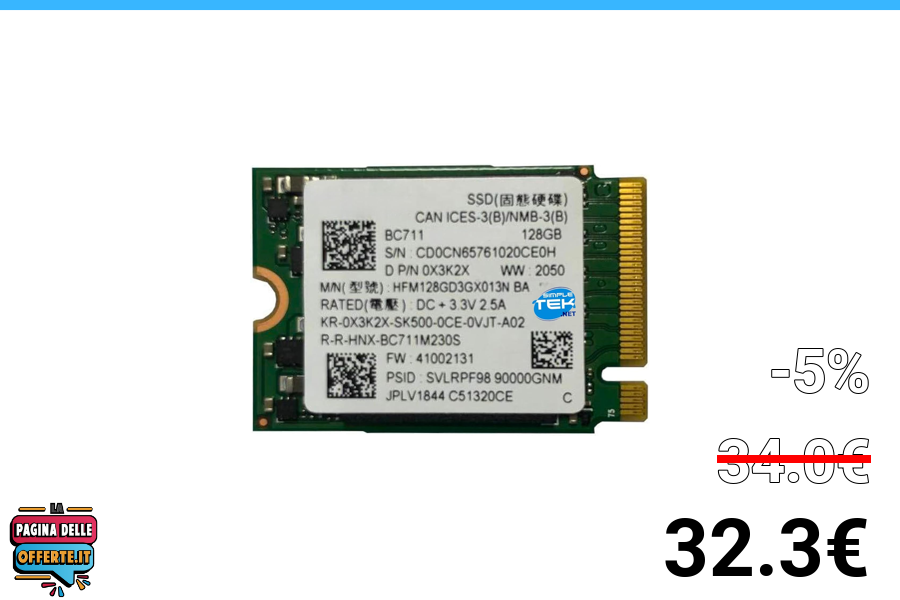 SSD(固態硬碟)
CAN ICES-3(B)/NMB-3(B)
BC711 128GB
S/N : CD0CN65761020CE0H
D P/N 0X3K2X WW : 2050
M/N( 型號) : HFM128GD3GX013N BA
RATED(電壓) : DC + 3.3V 2.5A
SIMPLE
TEK
.NET
KR-0X3K2X-SK500-0CE-0VJT-A02
R-R-HNX-BC711M230S
FW : 41002131
PSID : SVLRPF98 90000GNM
JPLV1844 C51320CE C
75
-5%
34.0€
32.3€
LA
PAGINA DELLE
OFFERTE.IT